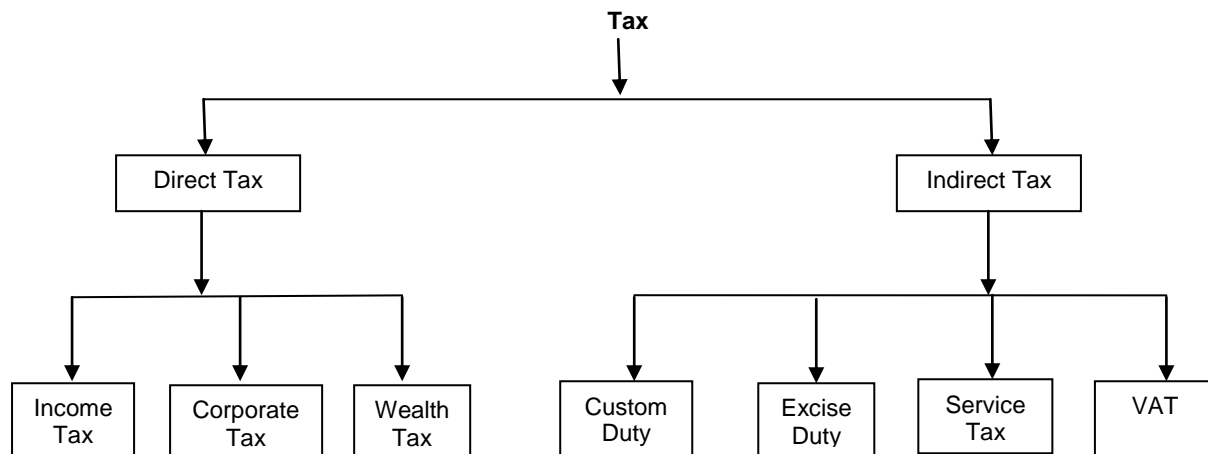 Tax
Direct Tax
Indirect Tax
Income
Tax
Corporate
Tax
Wealth
Tax
Custom
Duty
Excise
Duty
Service
Tax
VAT